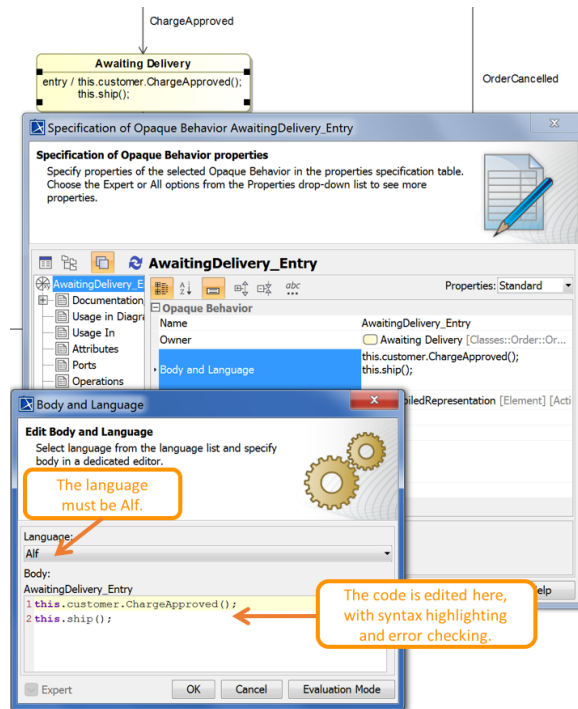 ChargeApproved
Awaiting Delivery
entry / this.customer.ChargeApproved();
this.ship();
OrderCancelled
Specification of Opaque Behavior AwaitingDelivery_Entry
Specification of Opaque Behavior properties
Specify properties of the selected Opaque Behavior in the properties specification table.
Choose the Expert or All options from the Properties drop-down list to see more
properties.
AwaitingDelivery_Entry
AwaitingDelivery_E
Documentation
Usage in Diagra
Usage In
Attributes
Ports
Operations
abc
Properties: Standard
Opaque Behavior
Name
AwaitingDelivery_Entry
Owner
Awaiting Delivery [Classes::Order::Or...
Body and Language
this.customer.ChargeApproved();
this.ship();
piledRepresentation [Element] [Acti
Body and Language
Edit Body and Language
Select language from the language list and specify
body in a dedicated editor.
The language
must be Alf.
Language:
Alf
Body:
AwaitingDelivery_Entry
1 this.customer.ChargeApproved();
2 this.ship();
The code is edited here,
with syntax highlighting
and error checking.
elp
Expert
OK
Cancel
Evaluation Mode